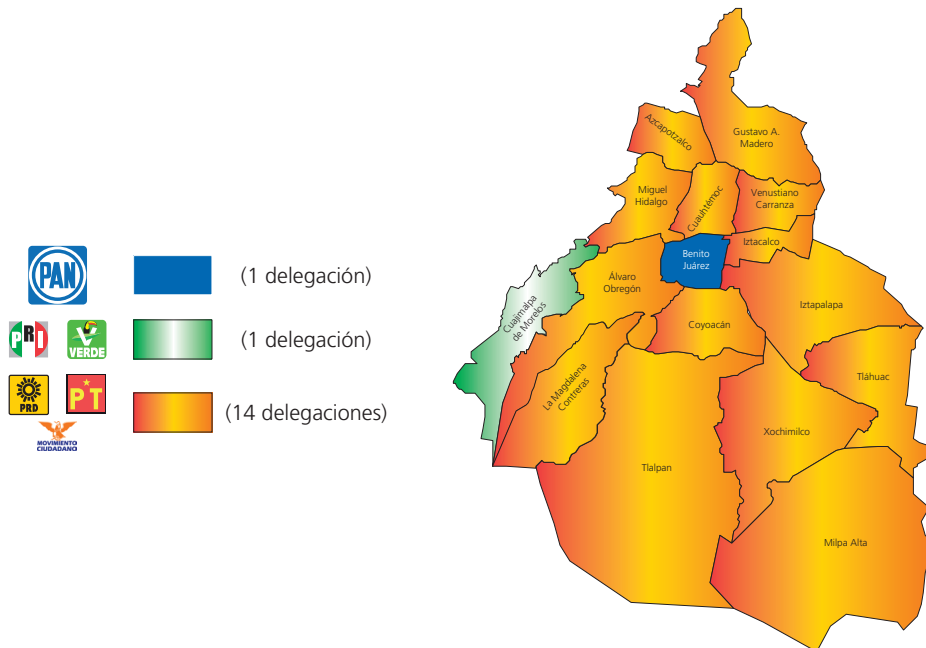 PAN
(1 delegación)
PRI
VERDE
(1 delegación)
PRD
PT
MOVIMIENTO
CIUDADANO
(14 delegaciones)
Azcapotzalco
Gustavo A.
Madero
Miguel
Hidalgo
Cuauhtémoc
Venustiano
Carranza
Iztacalco
Benito
Juárez
Cuajimalpa
de Morelos
Álvaro
Obregón
Iztapalapa
Coyoacán
La Magdalena
Contreras
Tláhuac
Xochimilco
Tlalpan
Milpa Alta